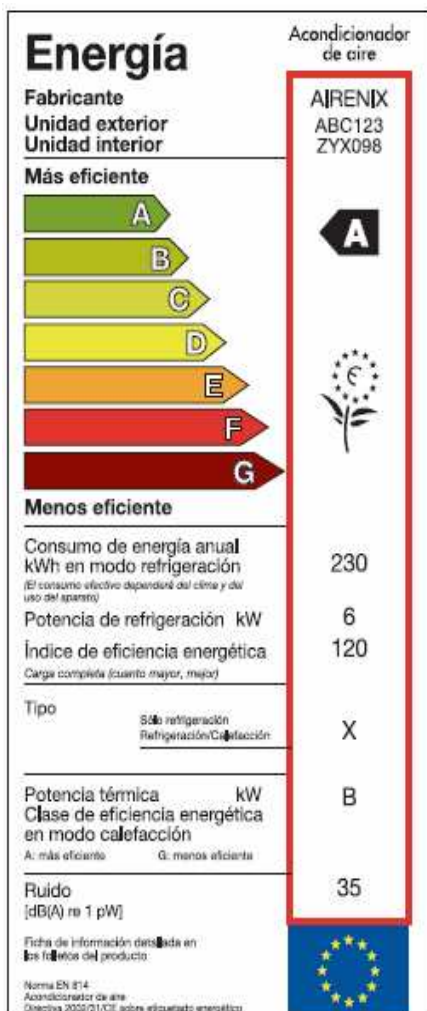 Energía
Acondicionador
de aire
Fabricante
AIRENIX
Unidad exterior
ABC123
Unidad interior
ZYX098
Más eficiente
A
A
B
C
D
E
F
G
Menos eficiente
Consumo de energía anual
kWh en modo refrigeración 230
(El consumo efectivo dependerá del clima y del
uso del aparato)
Potencia de refrigeración kW 6
Índice de eficiencia energética 120
Carga completa (cuanto mayor, mejor)
Tipo
Sólo refrigeración
Refrigeración/Calefacción X
Potencia térmica kW B
Clase de eficiencia energética
en modo calefacción
A: más eficiente G: menos eficiente
Ruido 35
[dB(A) re 1 pW]
Ficha de información detallada en
los folletos del producto
Norma EN 814
Acondicionador de aire
Directiva 2002/31/CE sobre etiquetado energético